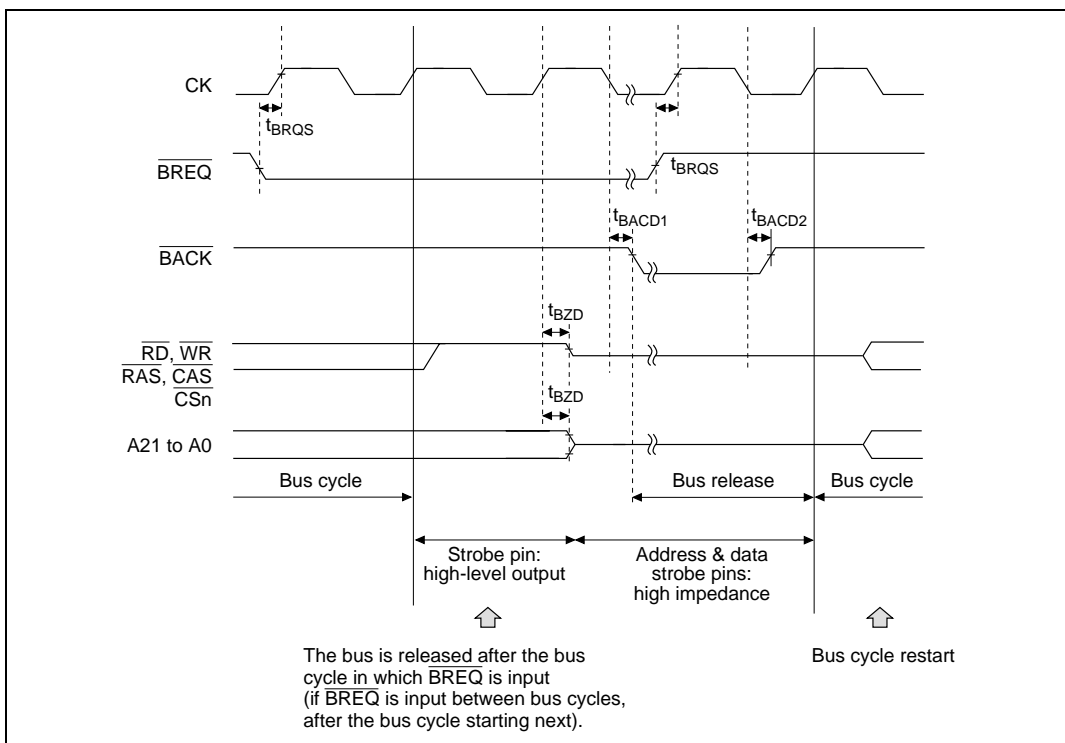 CK
tBRQS
BREQ
tBRQS
tBACD1
tBACD2
BACK
tBZD
RD, WR
RAS, CAS
CSn
tBZD
A21 to A0
Bus cycle
Bus release
Bus cycle
Strobe pin:
high-level output
Address & data
strobe pins:
high impedance
The bus is released after the bus
cycle in which BREQ is input
(if BREQ is input between bus cycles,
after the bus cycle starting next).
Bus cycle restart